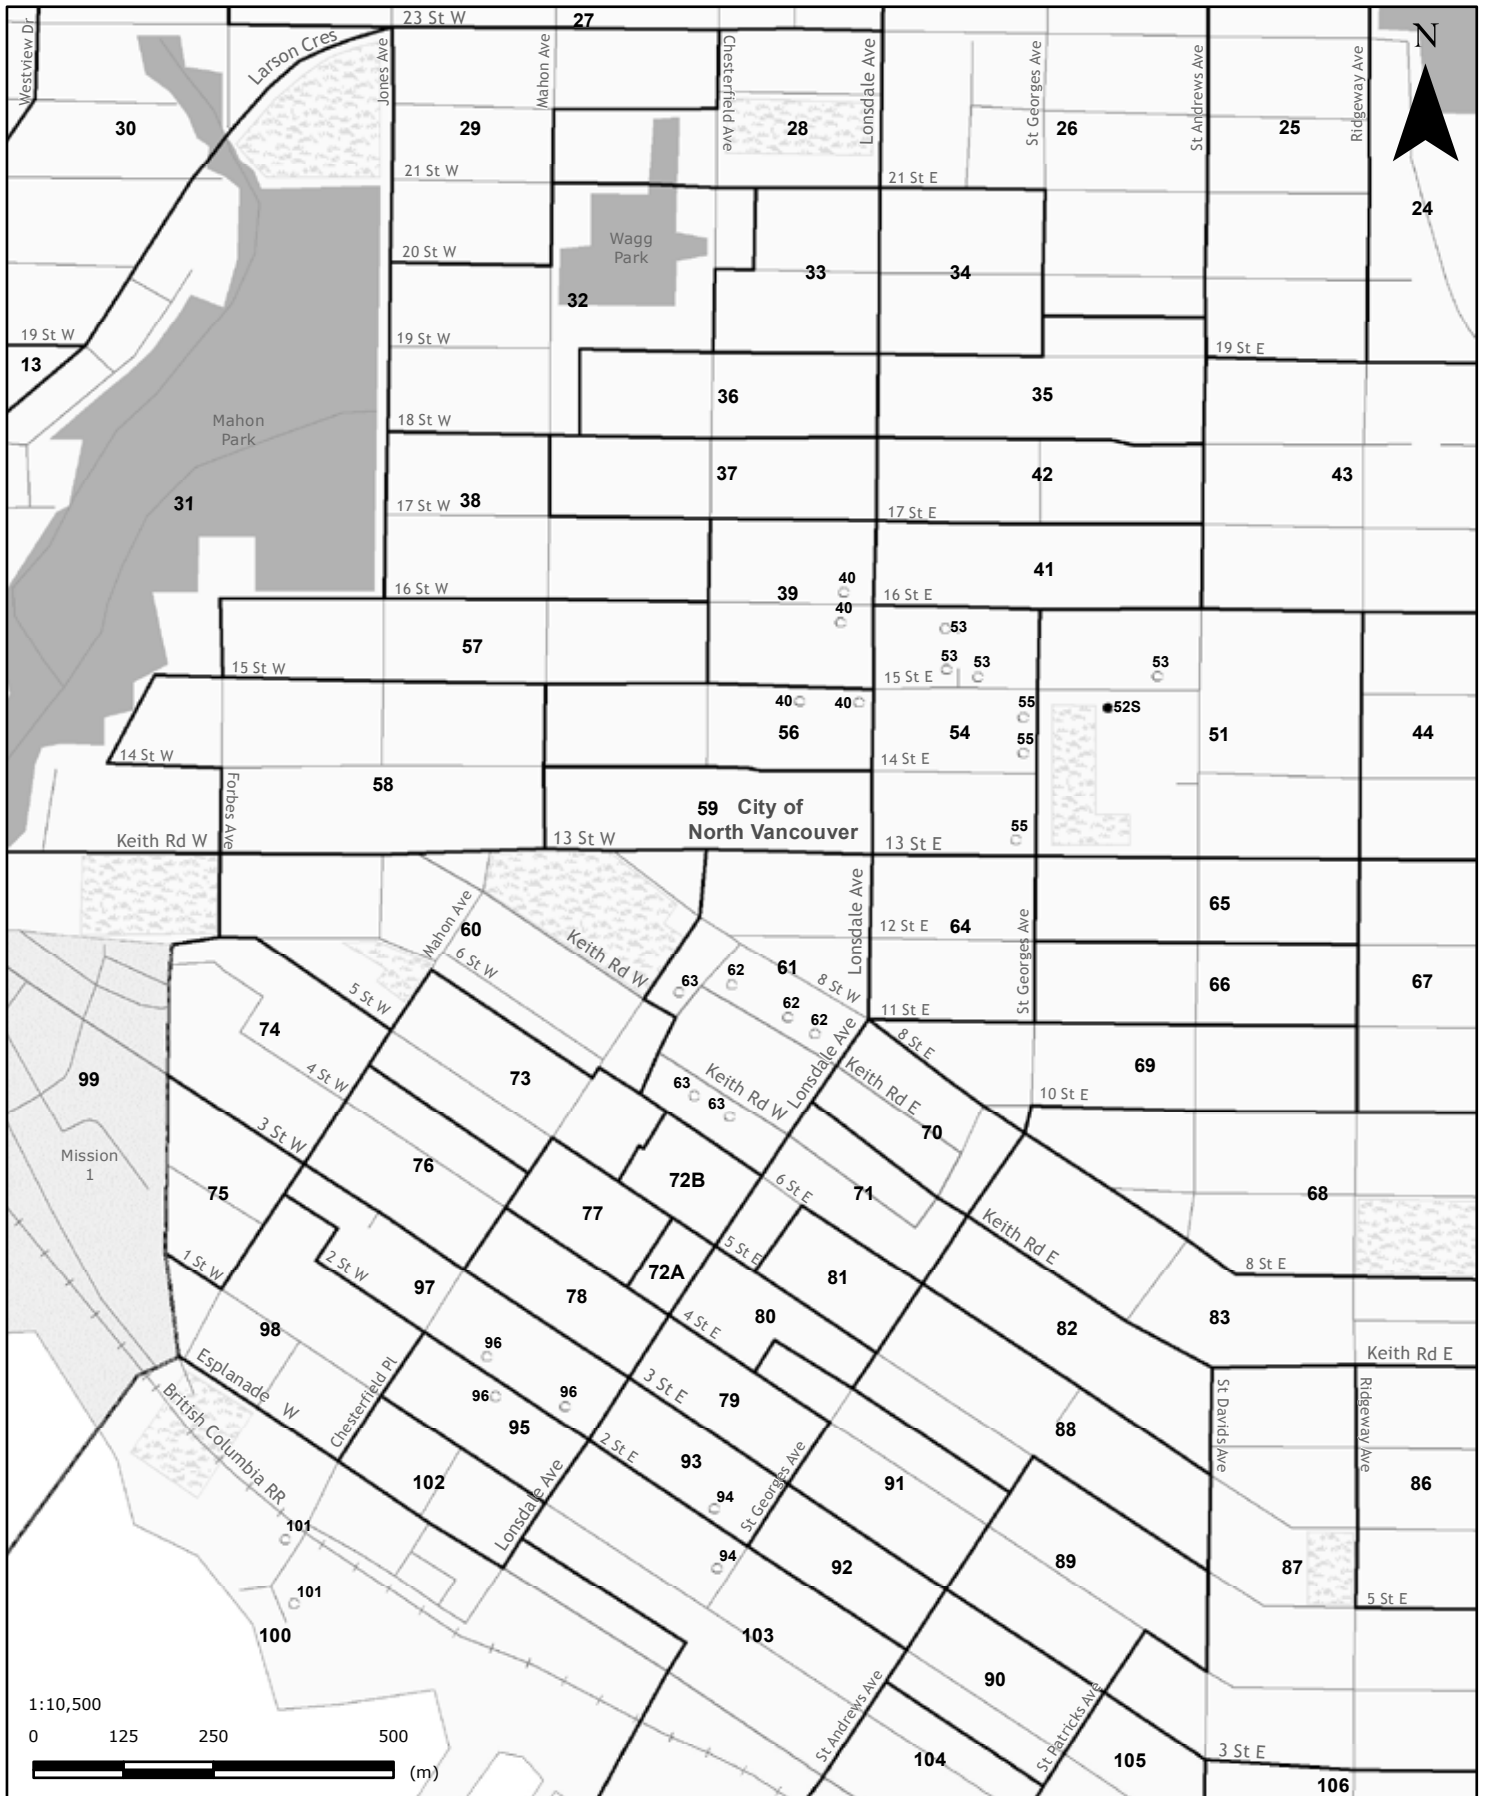 23 St W
27
N
Westview Dr
Larson Cres
Jones Ave
Mahon Ave
Chesterfield Ave
Lonsdale Ave
St Georges Ave
St Andrews Ave
Ridgeway Ave
30
29
28
26
25
21 St W
21 St E
24
20 St W
Wagg
Park
33
34
32
19 St W
19 St W
19 St E
13
36
35
Mahon
Park
18 St W
37
42
43
31
38
17 St W
17 St E
41
40
39
16 St W
16 St E
40
53
57
15 St W
53
53
53
15 St E
40
40
55
52S
56
54
51
44
55
14 St W
14 St E
58
Forbes Ave
59
City of
North Vancouver
55
Keith Rd W
13 St W
13 St E
Lonsdale Ave
65
Mahon Ave
60
12 St E
64
St Georges Ave
Keith Rd W
6 St W
61
62
63
8 St W
66
67
5 St W
62
62
11 St E
74
Lonsdale Ave
8 St E
99
4 St W
73
Keith Rd W
63
63
Keith Rd E
69
10 St E
70
3 St W
Mission
1
76
72B
75
6 St E
71
68
77
Keith Rd E
1 St W
2 St W
5 St E
72A
8 St E
97
78
81
98
80
82
83
4 St E
96
Keith Rd E
Esplanade W
Chesterfield Pl
96
96
3 St E
79
British Columbia RR
95
St Davids Ave
Ridgeway Ave
88
2 St E
93
102
Lonsdale Ave
St Georges Ave
91
86
94
101
94
92
89
87
101
5 St E
100
103
90
1:10,500
St Andrews Ave
St Patricks Ave
0 125 250 500
(m)
104
105
3 St E
106